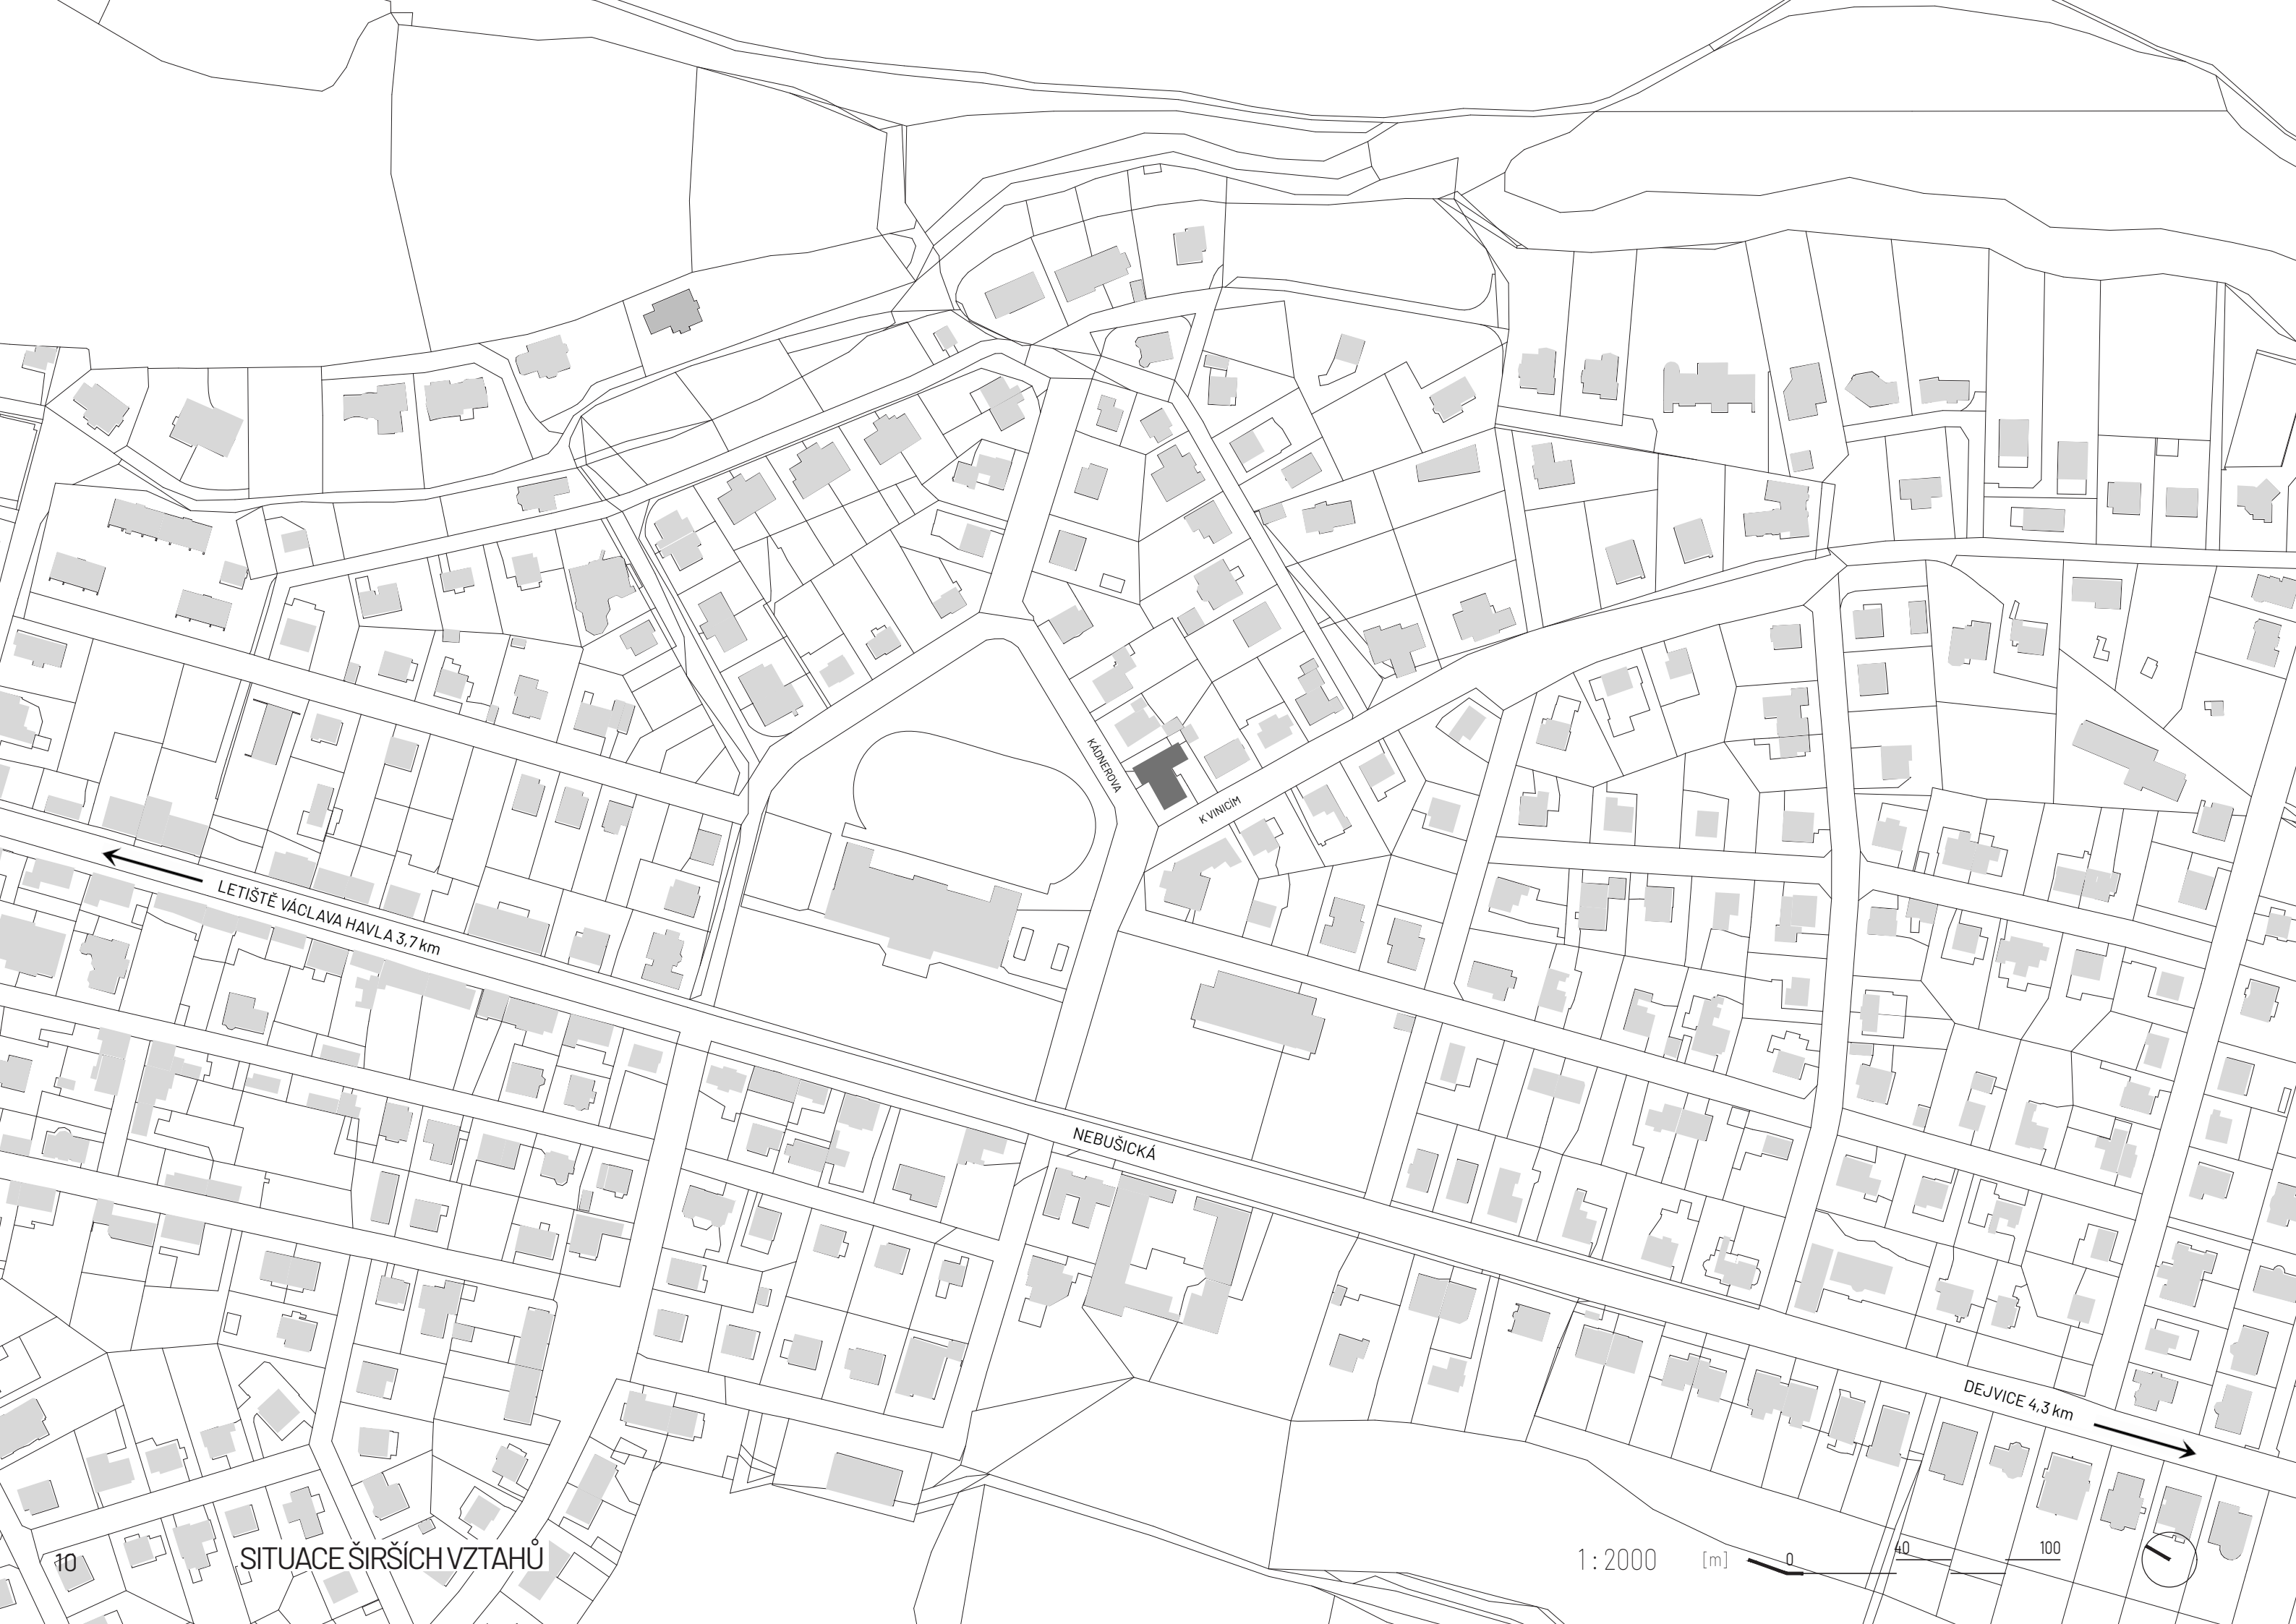 KÁDNEROVA
K VINICÍM
LETIŠTĚ VÁCLAVA HAVLA 3,7 km
NEBUŠICKÁ
DEJVICE 4,3 km
10
SITUACE ŠIRŠÍCH VZTAHŮ
1 : 2000 [m] 0 40 100